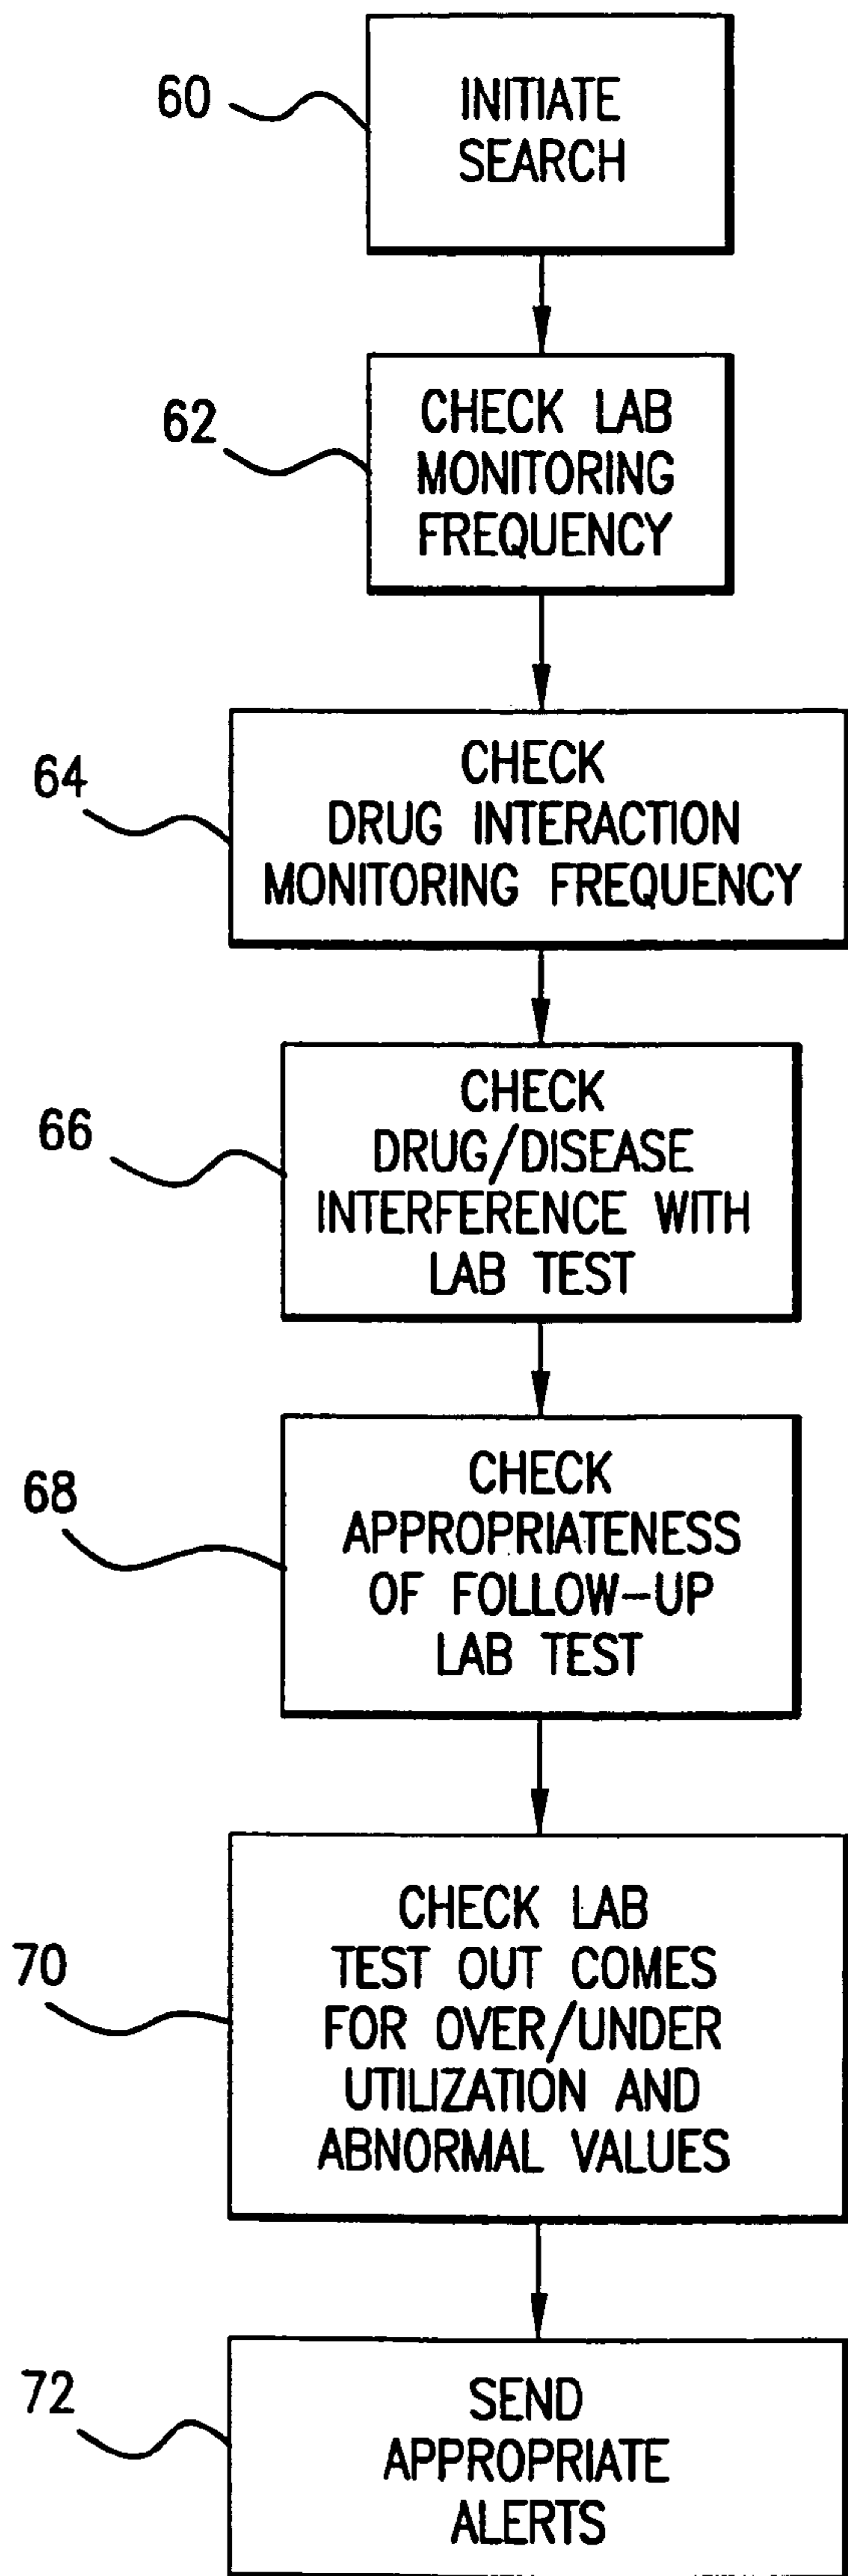 60
INITIATE
SEARCH
62
CHECK LAB
MONITORING
FREQUENCY
64
CHECK
DRUG INTERACTION
MONITORING FREQUENCY
66
CHECK
DRUG/DISEASE
INTERFERENCE WITH
LAB TEST
68
CHECK
APPROPRIATENESS
OF FOLLOW-UP
LAB TEST
70
CHECK LAB
TEST OUT COMES
FOR OVER/UNDER
UTILIZATION AND
ABNORMAL VALUES
72
SEND
APPROPRIATE
ALERTS